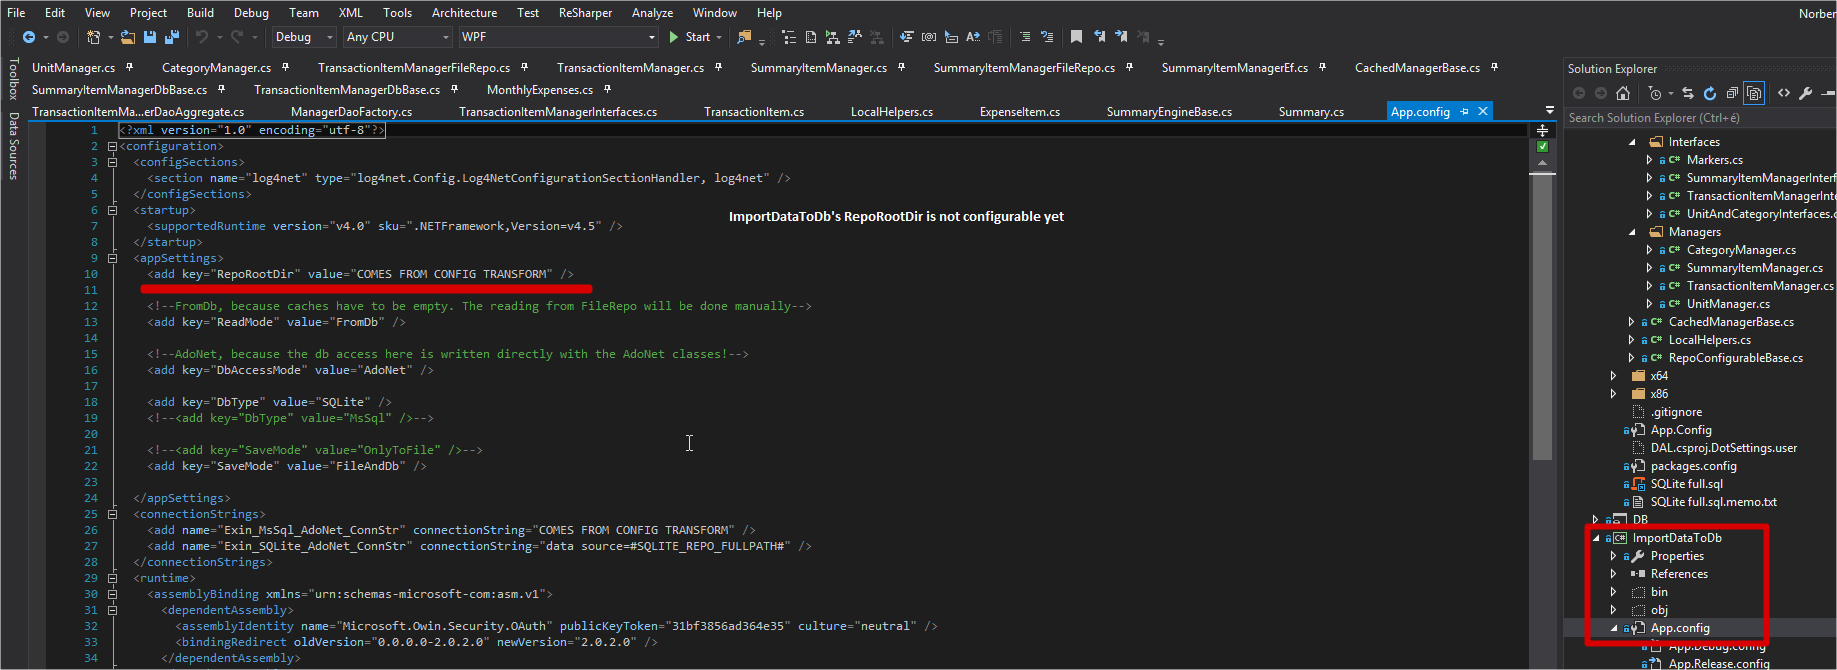 File Edit View Project Build Debug Team XML Tools Architecture Test ReSharper Analyze Window Help
Norber
Debug Any CPU WPF Start
UnitManager.cs CategoryManager.cs TransactionItemManagerFileRepo.cs TransactionItemManager.cs SummaryItemManager.cs SummaryItemManagerFileRepo.cs SummaryItemManagerEf.cs CachedManagerBase.cs
SummaryItemManagerDbBase.cs TransactionItemManagerDbBase.cs MonthlyExpenses.cs
TransactionItemMa...erDaoAggregate.cs ManagerDaoFactory.cs TransactionItemManagerInterfaces.cs TransactionItem.cs LocalHelpers.cs ExpenseItem.cs SummaryEngineBase.cs Summary.cs App.config
Toolbox
Data Sources
1 <?xml version="1.0" encoding="utf-8"?>
2 <configuration>
3 <configSections>
4 <section name="log4net" type="log4net.Config.Log4NetConfigurationSectionHandler, log4net" />
5 </configSections>
6 <startup>
7 <supportedRuntime version="v4.0" sku=".NETFramework,Version=v4.5" />
8 </startup>
9 <appSettings>
10 <add key="RepoRootDir" value="COMES FROM CONFIG TRANSFORM" />
11
12 <!--FromDb, because caches have to be empty. The reading from FileRepo will be done manually-->
13 <add key="ReadMode" value="FromDb" />
14
15 <!--AdoNet, because the db access here is written directly with the AdoNet classes!-->
16 <add key="DbAccessMode" value="AdoNet" />
17
18 <add key="DbType" value="SQLite" />
19 <!--<add key="DbType" value="MsSql" />-->
20
21 <!--<add key="SaveMode" value="OnlyToFile" />-->
22 <add key="SaveMode" value="FileAndDb" />
23
24 </appSettings>
25 <connectionStrings>
26 <add name="Exin_MsSql_AdoNet_ConnStr" connectionString="COMES FROM CONFIG TRANSFORM" />
27 <add name="Exin_SQLite_AdoNet_ConnStr" connectionString="data source=#SQLITE_REPO_FULLPATH#" />
28 </connectionStrings>
29 <runtime>
30 <assemblyBinding xmlns="urn:schemas-microsoft-com:asm.v1">
31 <dependentAssembly>
32 <assemblyIdentity name="Microsoft.Owin.Security.OAuth" publicKeyToken="31bf3856ad364e35" culture="neutral" />
33 <bindingRedirect oldVersion="0.0.0.0-2.0.2.0" newVersion="2.0.2.0" />
34 </dependentAssembly>
ImportDataToDb's RepoRootDir is not configurable yet
Solution Explorer
Search Solution Explorer (Ctrl+é)
Interfaces
C# Markers.cs
C# SummaryItemManagerInterf
C# TransactionItemManagerInte
C# UnitAndCategoryInterfaces.c
Managers
C# CategoryManager.cs
C# SummaryItemManager.cs
C# TransactionItemManager.cs
C# UnitManager.cs
C# CachedManagerBase.cs
C# LocalHelpers.cs
C# RepoConfigurableBase.cs
x64
x86
.gitignore
App.Config
DAL.csproj.DotSettings.user
packages.config
SQLite full.sql
SQLite full.sql.memo.txt
DB
C# ImportDataToDb
Properties
References
bin
obj
App.config
App.Debug.config
App.Release.config